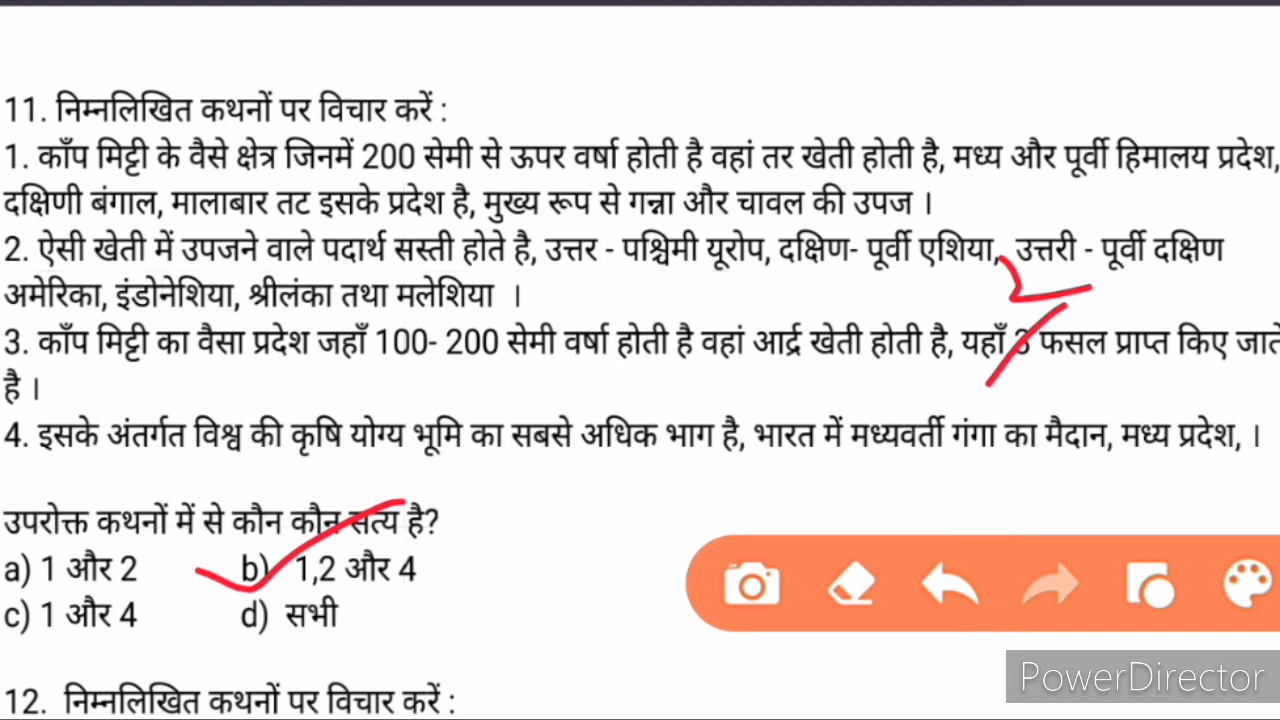 11. निम्नलिखित कथनों पर विचार करें :
1. काँप मिट्टी के वैसे क्षेत्र जिनमें 200 सेमी से ऊपर वर्षा होती है वहां तर खेती होती है, मध्य और पूर्वी हिमालय प्रदेश,
दक्षिणी बंगाल, मालाबार तट इसके प्रदेश है, मुख्य रूप से गन्ना और चावल की उपज ।
2. ऐसी खेती में उपजने वाले पदार्थ सस्ती होते है, उत्तर - पश्चिमी यूरोप, दक्षिण- पूर्वी एशिया, उत्तरी - पूर्वी दक्षिण
अमेरिका, इंडोनेशिया, श्रीलंका तथा मलेशिया ।
3. काँप मिट्टी का वैसा प्रदेश जहाँ 100- 200 सेमी वर्षा होती है वहां आर्द्र खेती होती है, यहाँ 3 फसल प्राप्त किए जाते
है ।
4. इसके अंतर्गत विश्व की कृषि योग्य भूमि का सबसे अधिक भाग है, भारत में मध्यवर्ती गंगा का मैदान, मध्य प्रदेश, ।
उपरोक्त कथनों में से कौन कौन सत्य है?
a) 1 और 2 b) 1,2 और 4
c) 1 और 4 d) सभी
12. निम्नलिखित कथनों पर विचार करें :
PowerDirector